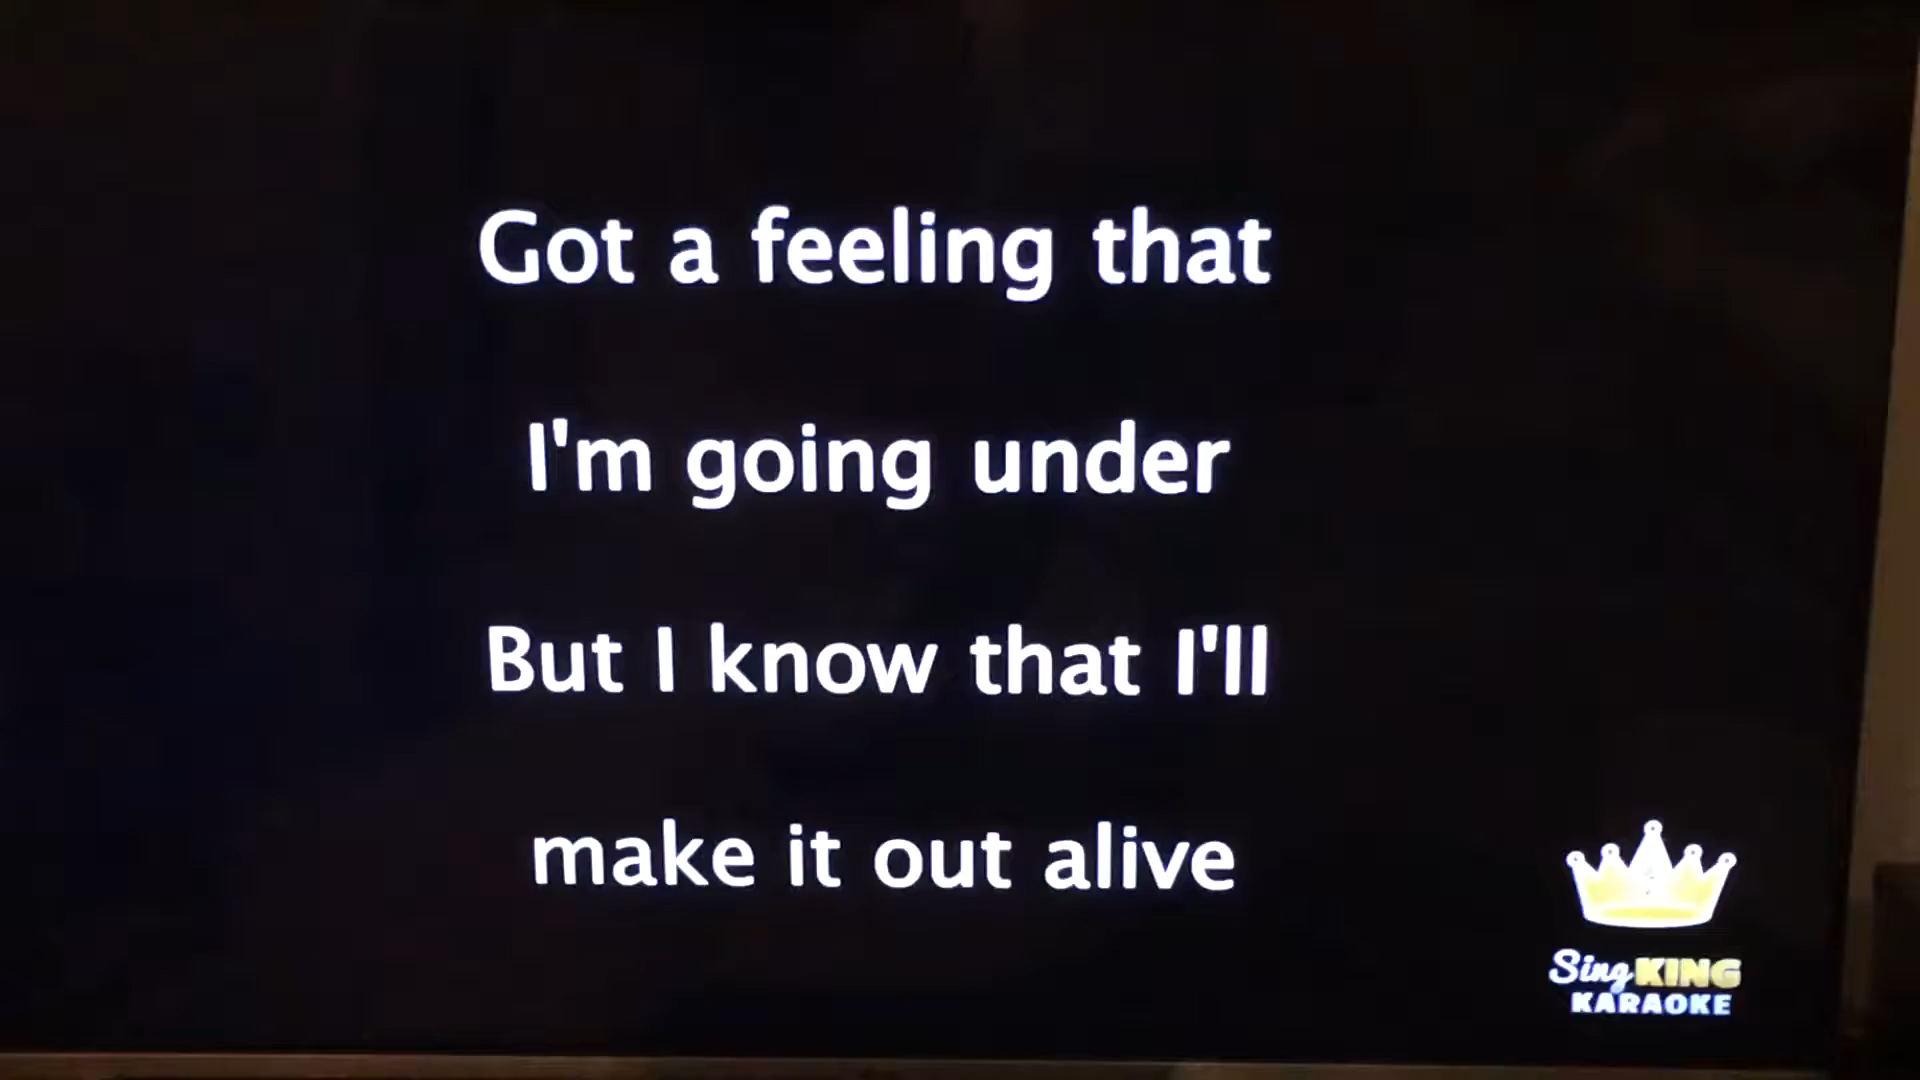 Got a feeling that
I'm going under
But I know that I'll
make it out alive
Sing KING
KARAOKE